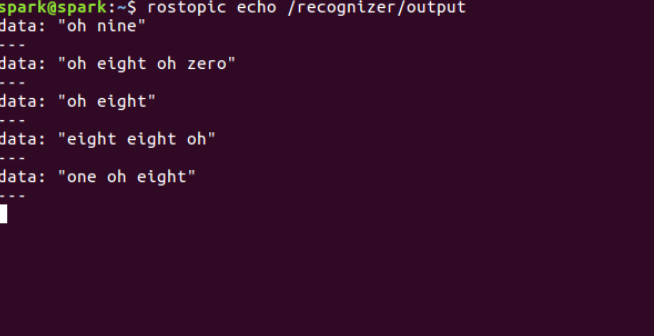 spark@spark:~$ rostopic echo /recognizer/output
data: "oh nine"
---
data: "oh eight oh zero"
---
data: "oh eight"
---
data: "eight eight oh"
---
data: "one oh eight"
---